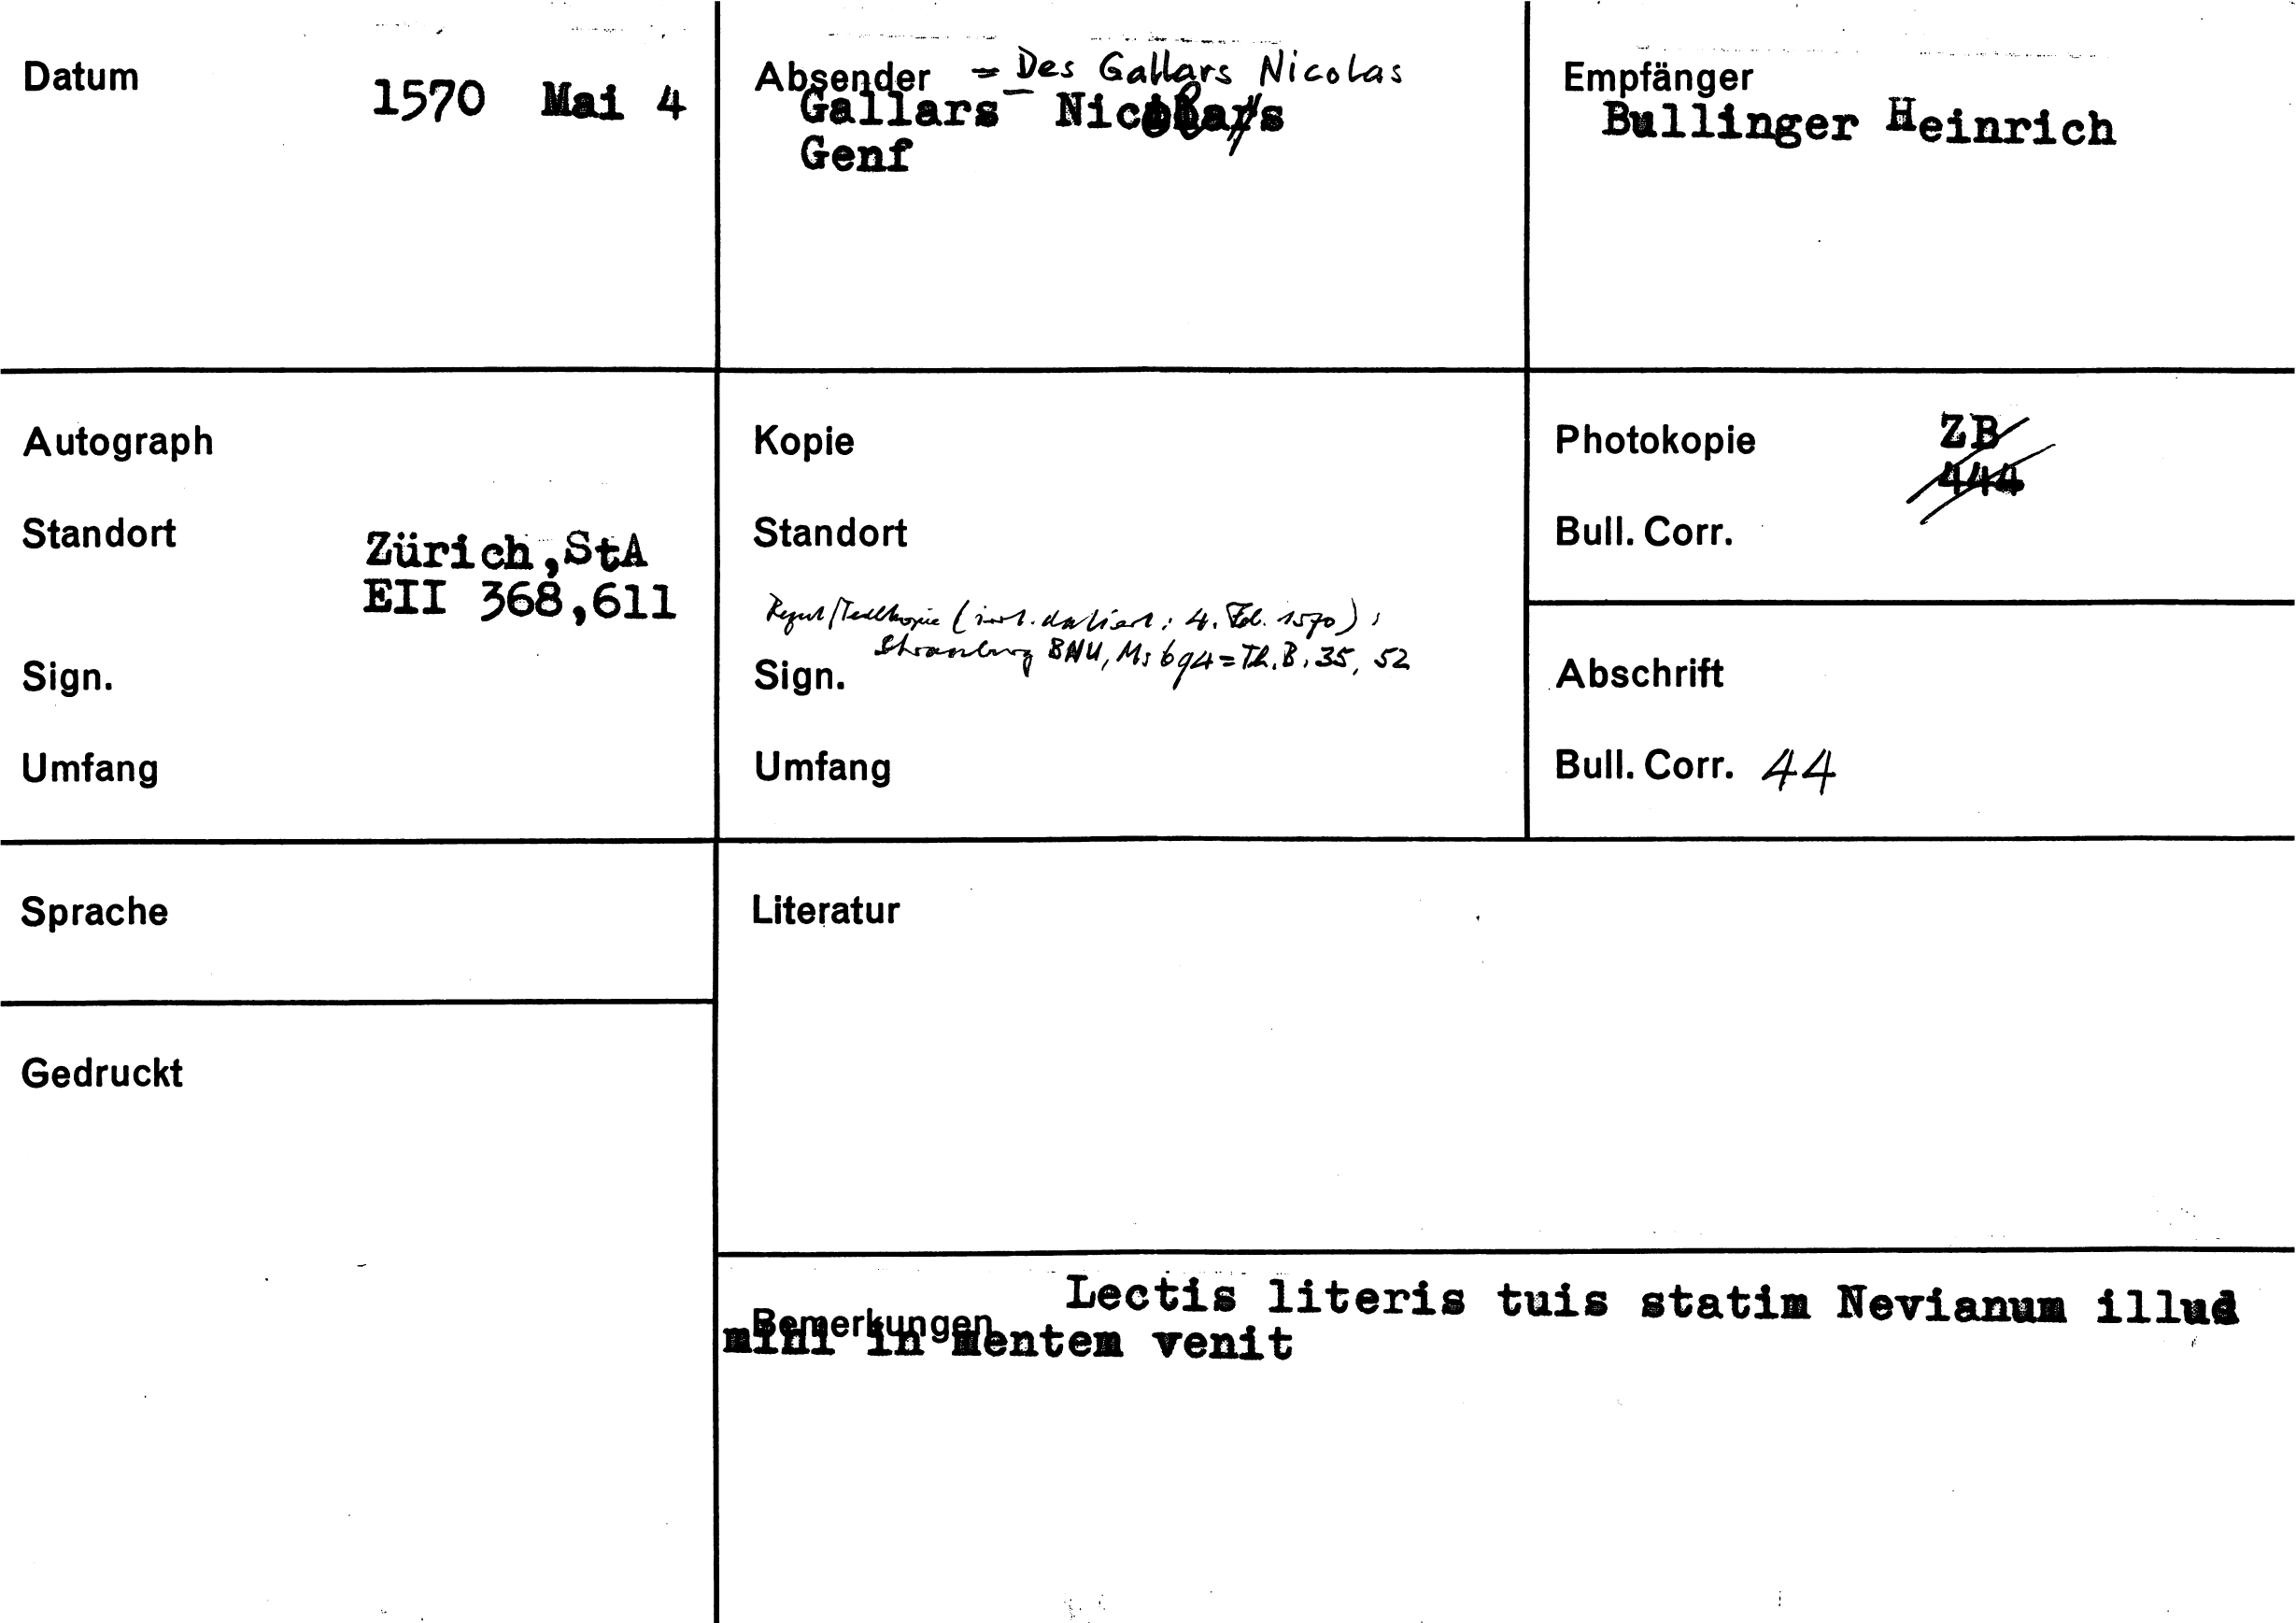 Datum
1570 Mai 4
Absender = Des Gallars Nicolas
Gallars Nicolas
Genf
Empfänger
Bullinger Heinrich
Autograph
Standort
Zürich,StA
EII 368,611
Sign.
Umfang
Kopie
Standort
Regest/Teilkopie (irrt. datiert: 4. Feb. 1570):
Strassburg BNU, Ms 694=Th.B. 35, 52
Sign.
Umfang
Photokopie ZB
444
Bull. Corr.
Abschrift
Bull. Corr. 44
Sprache
Literatur
Gedruckt
Bemerkungen
Lectis literis tuis statim Nevianum illud
mihi in mentem venit